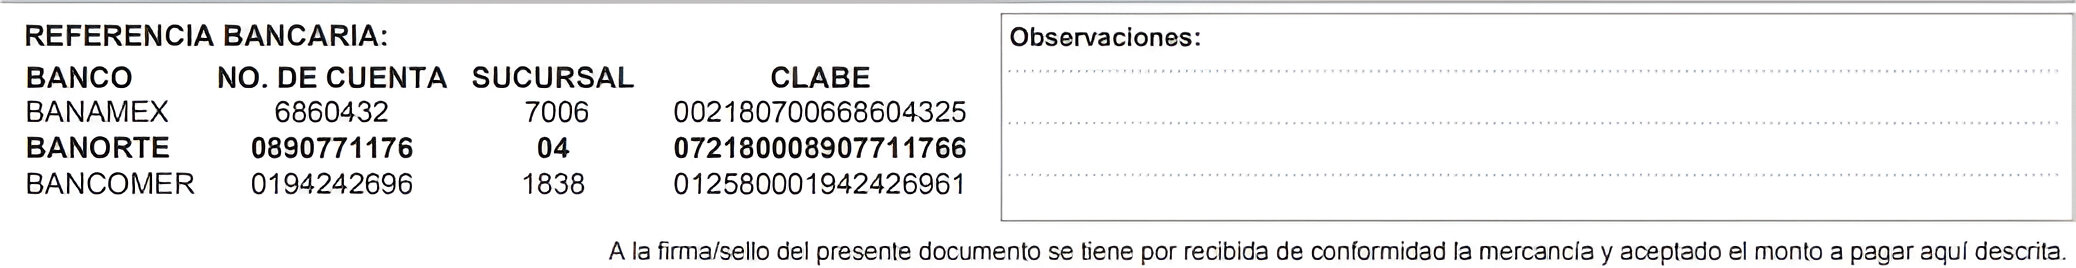 REFERENCIA BANCARIA:
BANCO NO. DE CUENTA SUCURSAL CLABE
BANAMEX 6860432 7006 002180700668604325
BANORTE 0890771176 04 072180008907711766
BANCOMER 0194242696 1838 012580001942426961
Observaciones:
A la firma/sello del presente documento se tiene por recibida de conformidad la mercancía y aceptado el monto a pagar aquí descrita.